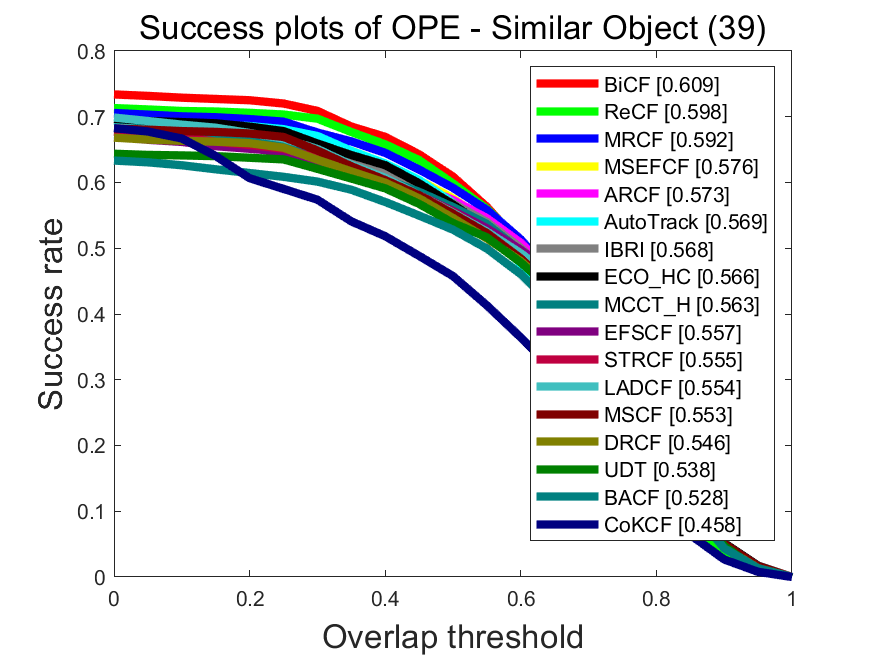 Success plots of OPE - Similar Object (39)
0.8
0.7
0.6
0.5
0.4
0.3
0.2
0.1
0
Success rate
BiCF [0.609]
ReCF [0.598]
MRCF [0.592]
MSEFCF [0.576]
ARCF [0.573]
AutoTrack [0.569]
IBRI [0.568]
ECO_HC [0.566]
MCCT_H [0.563]
EFSCF [0.557]
STRCF [0.555]
LADCF [0.554]
MSCF [0.553]
DRCF [0.546]
UDT [0.538]
BACF [0.528]
CoKCF [0.458]
0 0.2 0.4 0.6 0.8 1
Overlap threshold